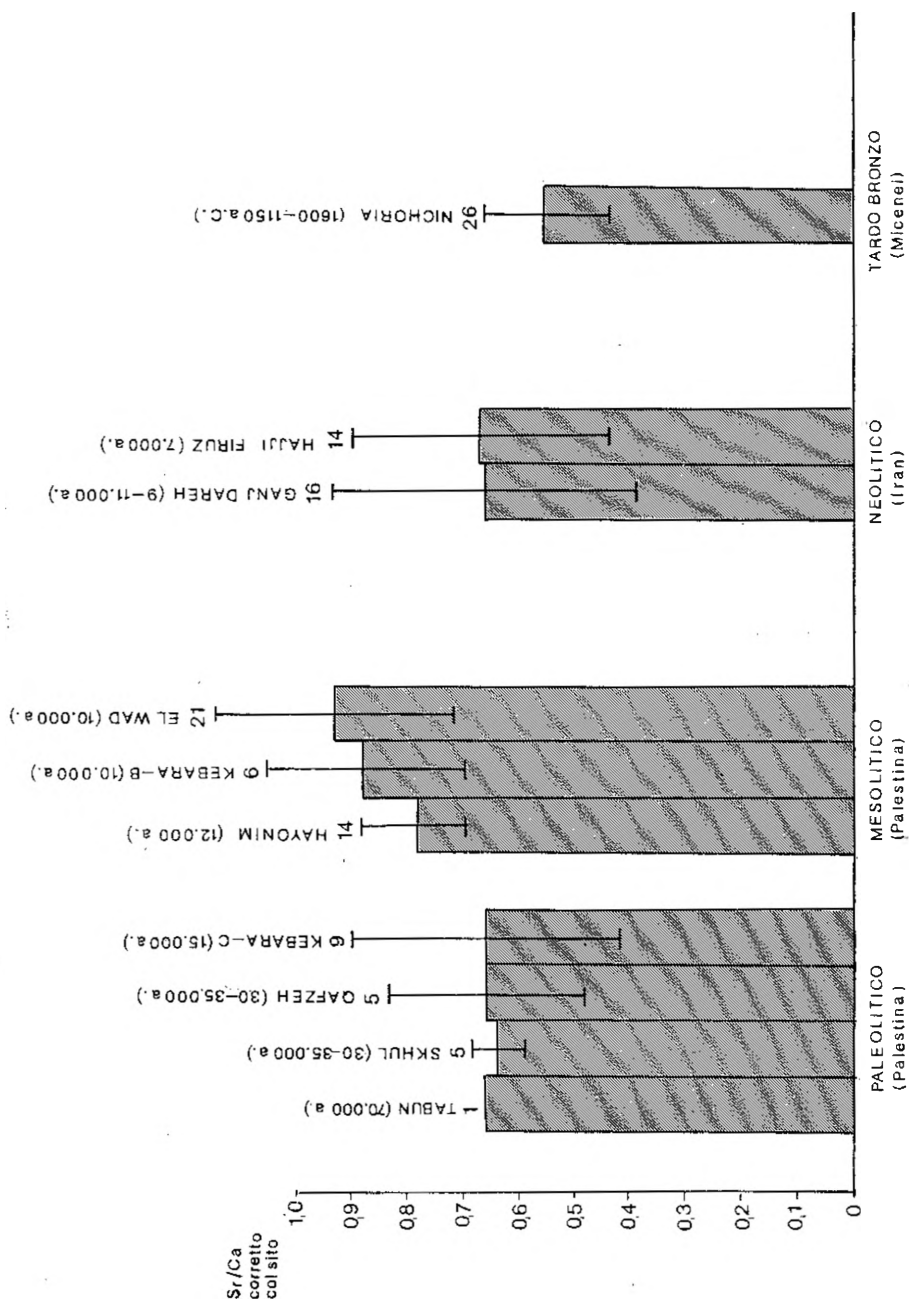 Sr/Ca
corretto
col sito
1,0
0,9
0,8
0,7
0,6
0,5
0,4
0,3
0,2
0,1
0
1 TABUN (70.000 a.)
5 SKHUL (30-35.000 a.)
5 QAFZEH (30-35.000 a.)
6 KEBARA-C (15.000 a.)
14 HAYONIM (12.000 a.)
9 KEBARA-B (10.000 a.)
21 EL WAD (10.000 a.)
16 GANJ DAREH (9-11.000 a.)
14 HAJJI FIRUZ (7.000 a.)
26 NICHORIA (1600-1150 a.C.)
PALEOLITICO
(Palestina)
MESOLITICO
(Palestina)
NEOLITICO
(Iran)
TARDO BRONZO
(Micenei)